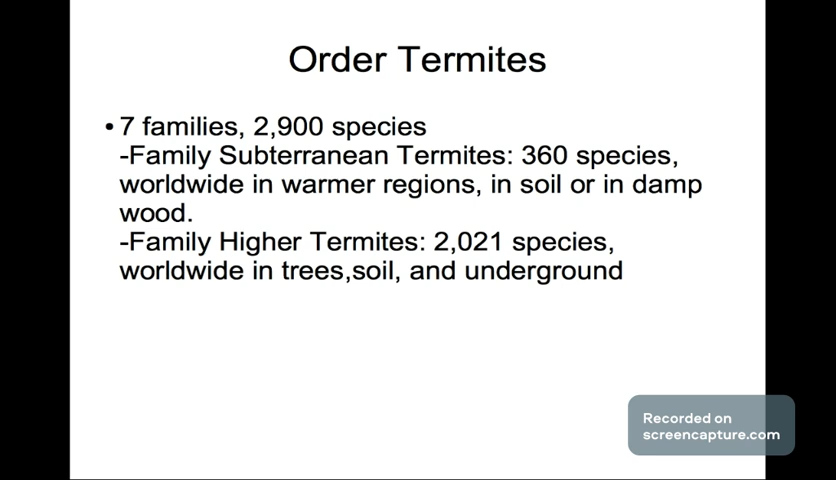 Order Termites
• 7 families, 2,900 species
-Family Subterranean Termites: 360 species,
worldwide in warmer regions, in soil or in damp
wood.
-Family Higher Termites: 2,021 species,
worldwide in trees,soil, and underground
Recorded on
screencapture.com